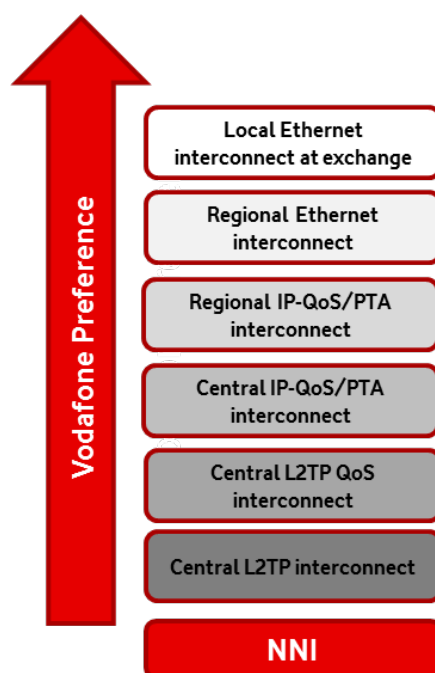 Vodafone Preference
Local Ethernet
interconnect at exchange
Regional Ethernet
interconnect
Regional IP-QoS/PTA
interconnect
Central IP-QoS/PTA
interconnect
Central L2TP QoS
interconnect
Central L2TP interconnect
NNI